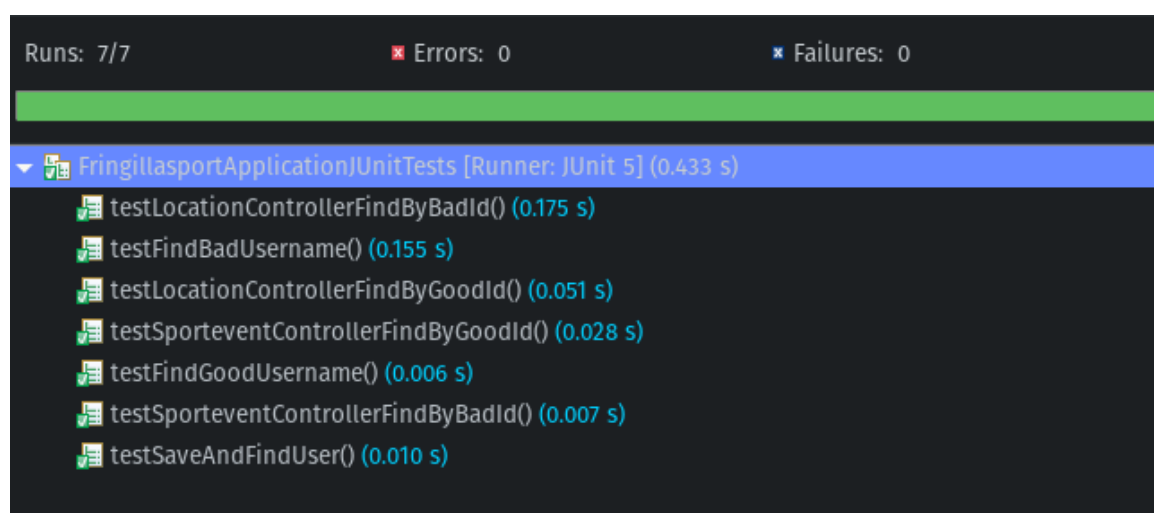 Runs: 7/7 Errors: 0 Failures: 0
FringillasportApplicationJUnitTests [Runner: JUnit 5] (0.433 s)
testLocationControllerFindByBadId() (0.175 s)
testFindBadUsername() (0.155 s)
testLocationControllerFindByGoodId() (0.051 s)
testSporteventControllerFindByGoodId() (0.028 s)
testFindGoodUsername() (0.006 s)
testSporteventControllerFindByBadId() (0.007 s)
testSaveAndFindUser() (0.010 s)